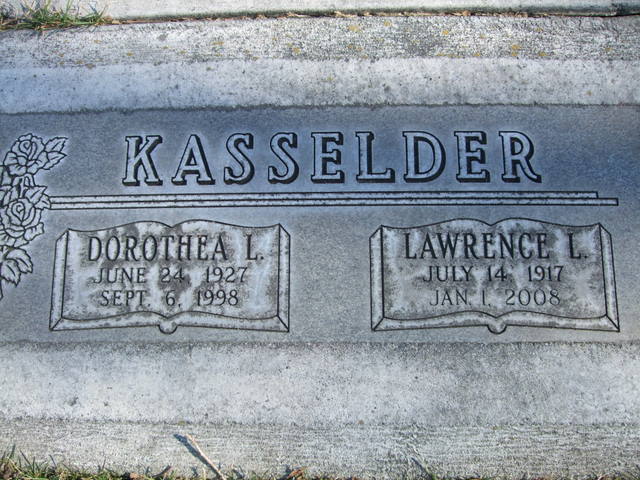 KASSELDER
DOROTHEA L.
JUNE 24, 1927
SEPT. 6, 1998
LAWRENCE L.
JULY 14, 1917
JAN. 1, 2008